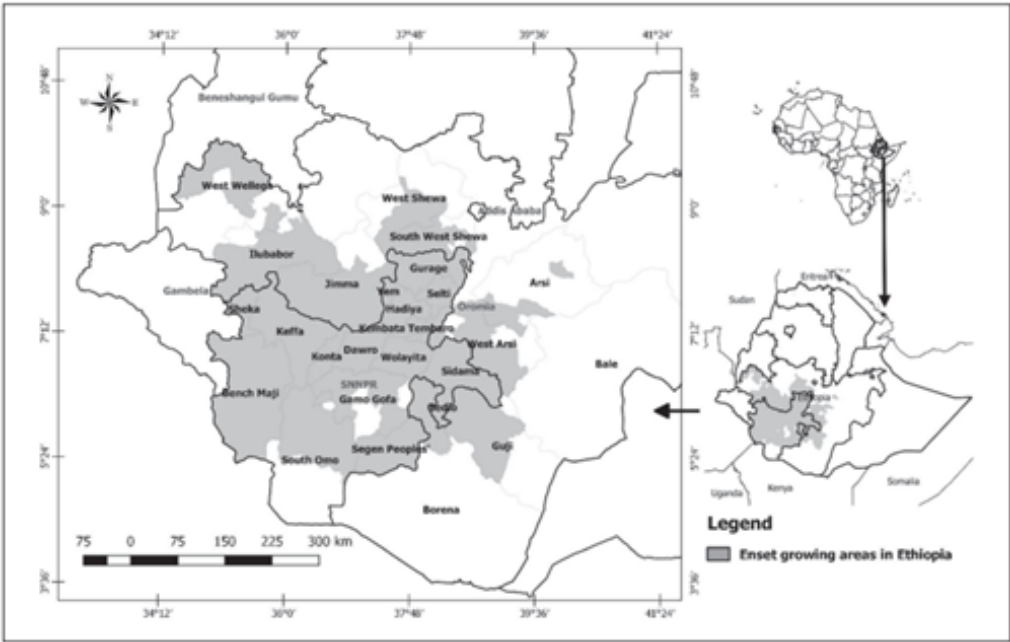 34°12' 36°0' 37°48' 39°36' 41°24'
10°48' 10°48'
N
W E
S
Beneshangul Gumu
West Wellega
West Shewa
9°0' 9°0'
Addis Ababa
South West Shewa
Ilubabor
Gurage
Arsi
Jimma
Yem
Selti
Gambela
Oromia
Sheka
Hadiya
7°12' 7°12'
Keffa
Kembata Tembaro
West Arsi
Dawro
Konta
Wolayita
Bale
Sidama
SNNPR
Bench Maji
Gamo Gofa
Gedio
Guji
Segen Peoples
5°24' 5°24'
South Omo
Borena
75 0 75 150 225 300 km
3°36' 3°36'
34°12' 36°0' 37°48' 39°36' 41°24'
Eritrea
Sudan
Ethiopia
Uganda
Kenya
Somalia
Legend
Enset growing areas in Ethiopia